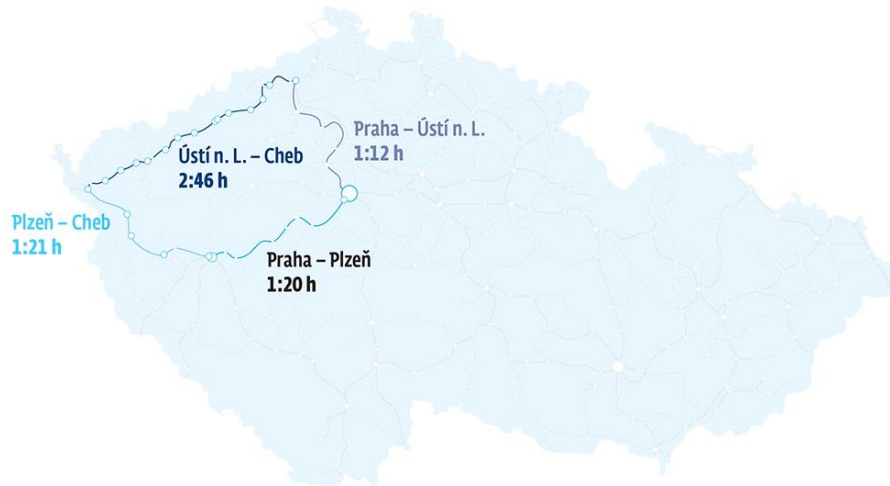 Praha – Ústí n. L.
1:12 h
Ústí n. L. – Cheb
2:46 h
Plzeň – Cheb
1:21 h
Praha – Plzeň
1:20 h